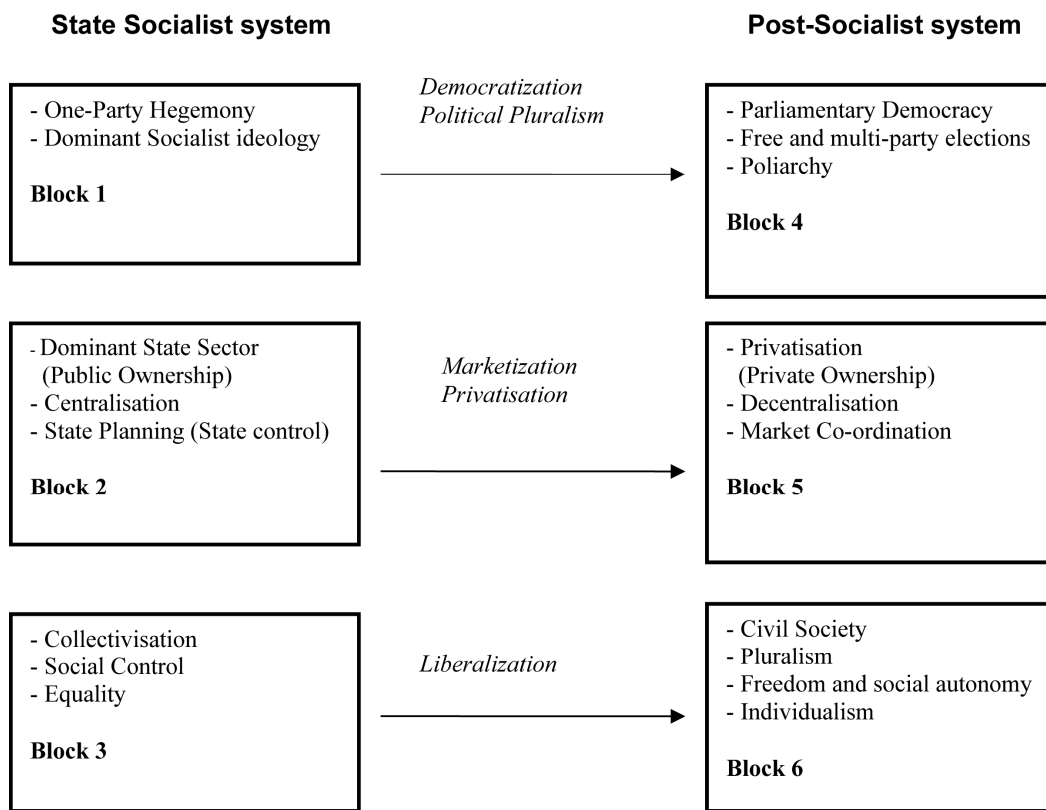 State Socialist system
Post-Socialist system
- One-Party Hegemony
- Dominant Socialist ideology
Block 1
Democratization
Political Pluralism
- Parliamentary Democracy
- Free and multi-party elections
- Poliarchy
Block 4
- Dominant State Sector
(Public Ownership)
- Centralisation
- State Planning (State control)
Block 2
Marketization
Privatisation
- Privatisation
(Private Ownership)
- Decentralisation
- Market Co-ordination
Block 5
- Collectivisation
- Social Control
- Equality
Block 3
Liberalization
- Civil Society
- Pluralism
- Freedom and social autonomy
- Individualism
Block 6